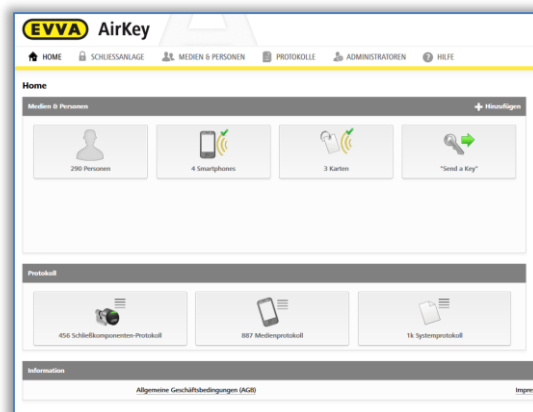 EVVA AirKey
HOME SCHLIESSANLAGE MEDIEN & PERSONEN PROTOKOLLE ADMINISTRATOREN ? HILFE
Home
Medien & Personen + Hinzufügen
290 Personen 4 Smartphones 3 Karten "Send a Key"
Protokoll
456 Schließkomponenten-Protokoll 887 Medienprotokoll 1k Systemprotokoll
Information
Allgemeine Geschäftsbedingungen (AGB) Impre